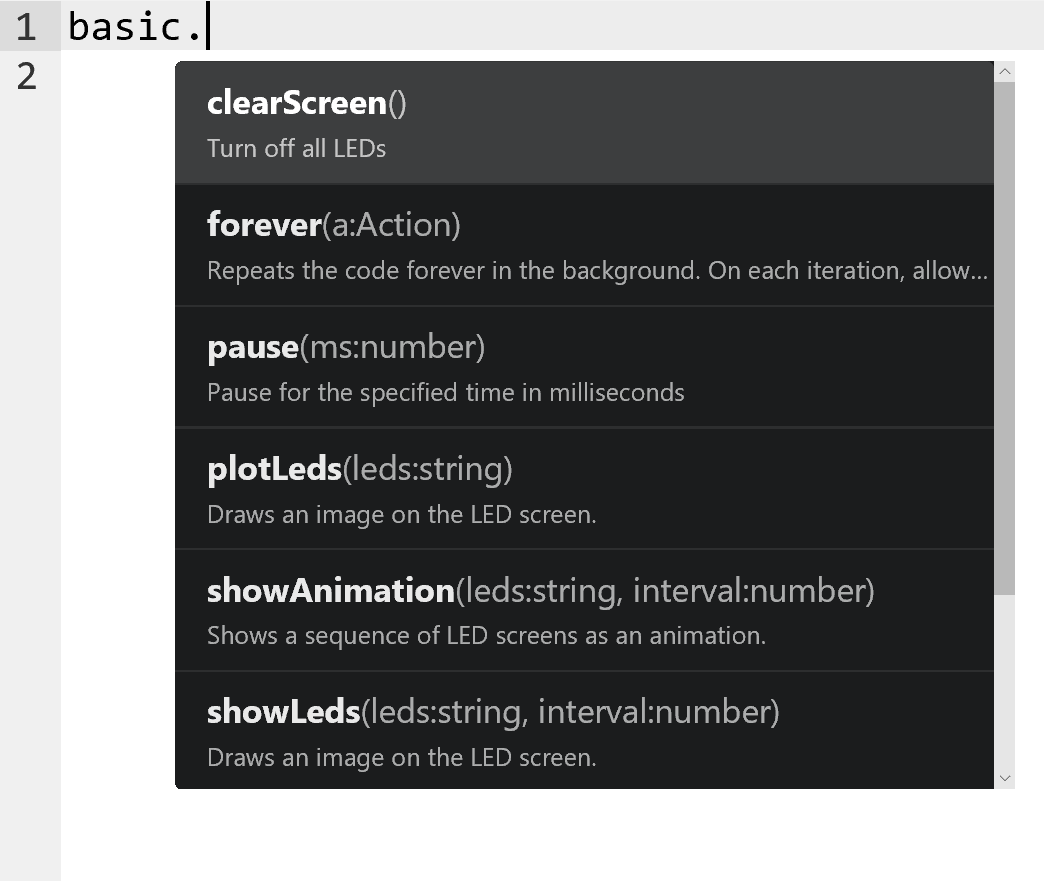 1 basic.
2
clearScreen()
Turn off all LEDs
forever(a:Action)
Repeats the code forever in the background. On each iteration, allow...
pause(ms:number)
Pause for the specified time in milliseconds
plotLeds(leds:string)
Draws an image on the LED screen.
showAnimation(leds:string, interval:number)
Shows a sequence of LED screens as an animation.
showLeds(leds:string, interval:number)
Draws an image on the LED screen.